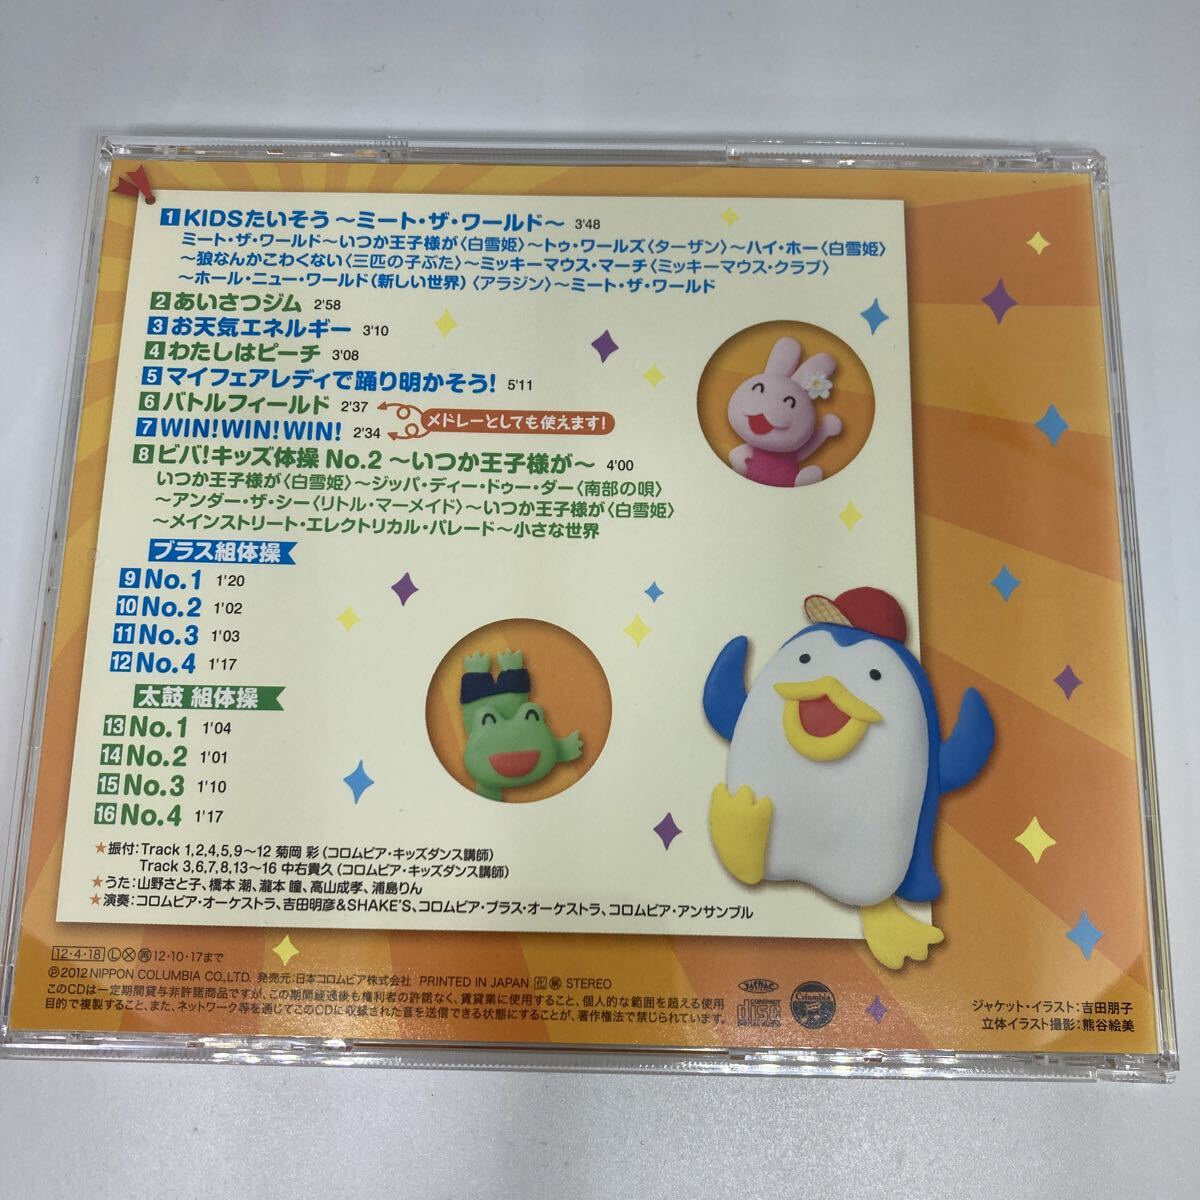 1 KIDSたいそう ～ミート・ザ・ワールド～ 3'48
ミート・ザ・ワールド～いつか王子様が〈白雪姫〉～トゥ・ワールズ〈ターザン〉～ハイ・ホー〈白雪姫〉
～狼なんかこわくない〈三匹の子ぶた〉～ミッキーマウス・マーチ〈ミッキーマウス・クラブ〉
～ホール・ニュー・ワールド(新しい世界)〈アラジン〉～ミート・ザ・ワールド
2 あいさつジム 2'58
3 お天気エネルギー 3'10
4 わたしはピーチ 3'08
5 マイフェアレディで踊り明かそう! 5'11
6 バトルフィールド 2'37
メドレーとしても使えます!
7 WIN!WIN!WIN! 2'34
8 ビバ!キッズ体操 No.2 ～いつか王子様が～ 4'00
いつか王子様が〈白雪姫〉～ジッパ・ディー・ドゥー・ダー〈南部の唄〉
～アンダー・ザ・シー〈リトル・マーメイド〉～いつか王子様が〈白雪姫〉
～メインストリート・エレクトリカル・パレード～小さな世界
ブラス組体操
9 No.1 1'20
10 No.2 1'02
11 No.3 1'03
12 No.4 1'17
太鼓 組体操
13 No.1 1'04
14 No.2 1'01
15 No.3 1'10
16 No.4 1'17
★振付:Track 1,2,4,5,9～12 菊岡 彩(コロムビア・キッズダンス講師)
Track 3,6,7,8,13～16 中右貴久(コロムビア・キッズダンス講師)
★うた:山野さと子、橋本 潮、瀧本 瞳、高山成孝、浦島りん
★演奏:コロムビア・オーケストラ、吉田明彦&SHAKE'S、コロムビア・ブラス・オーケストラ、コロムビア・アンサンブル
12・4・18 Ⓛ Ⓧ 再 12・10・17まで
Ⓟ2012 NIPPON COLUMBIA CO.,LTD. 発売元:日本コロムビア株式会社 PRINTED IN JAPAN STEREO
このCDは一定期間貸与非許諾商品ですが、この期間経過後も権利者の許諾なく、賃貸業に使用すること、個人的な範囲を超える使用
目的で複製すること、また、ネットワーク等を通じてこのCDに収録された音を送信できる状態にすることが、著作権法で禁じられています。
JASRAC
COMPACT
disc
DIGITAL AUDIO
Columbia
ジャケット・イラスト:吉田朋子
立体イラスト撮影:熊谷絵美